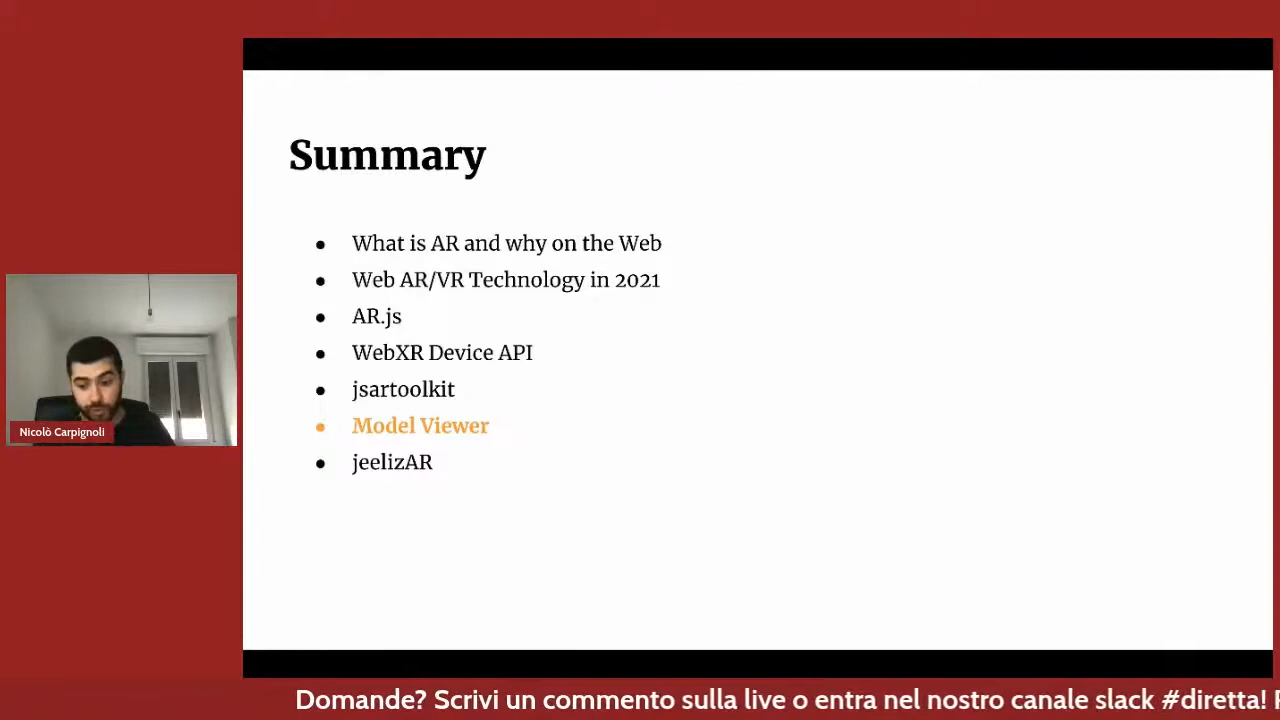 Summary
What is AR and why on the Web
Web AR/VR Technology in 2021
AR.js
WebXR Device API
jsartoolkit
Model Viewer
jeelizAR
Nicolò Carpignoli
Domande? Scrivi un commento sulla live o entra nel nostro canale slack #diretta!